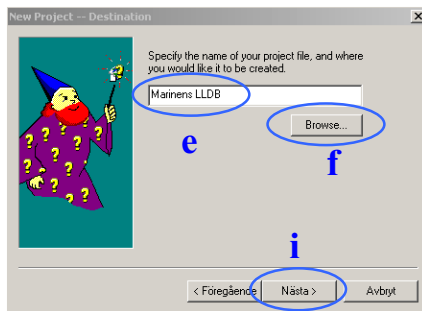 New Project -- Destination
Specify the name of your project file, and where
you would like it to be created.
Marinens LLDB
Browse...
e
f
i
< Föregående
Nästa >
Avbryt